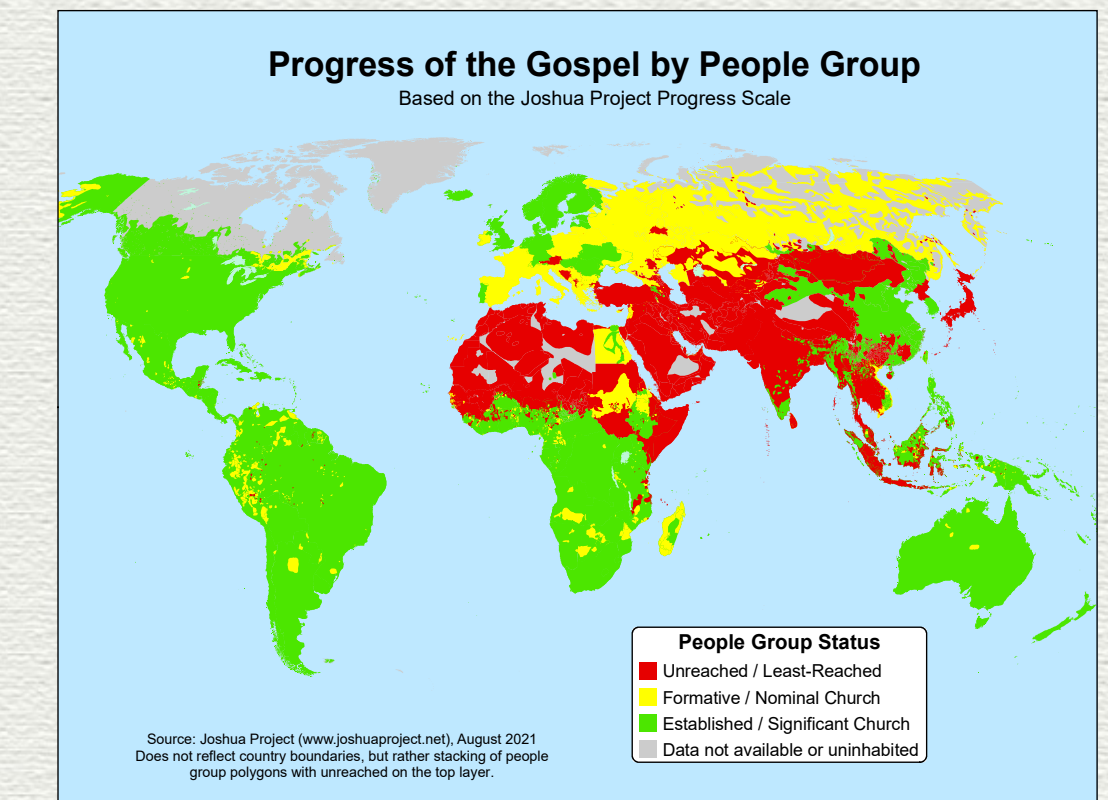 Progress of the Gospel by People Group
Based on the Joshua Project Progress Scale
People Group Status
Unreached / Least-Reached
Formative / Nominal Church
Established / Significant Church
Data not available or uninhabited
Source: Joshua Project (www.joshuaproject.net), August 2021
Does not reflect country boundaries, but rather stacking of people
group polygons with unreached on the top layer.